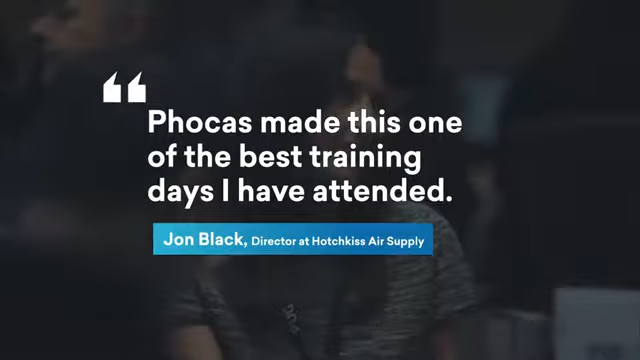 “
Phocas made this one
of the best training
days I have attended.
Jon Black, Director at Hotchkiss Air Supply